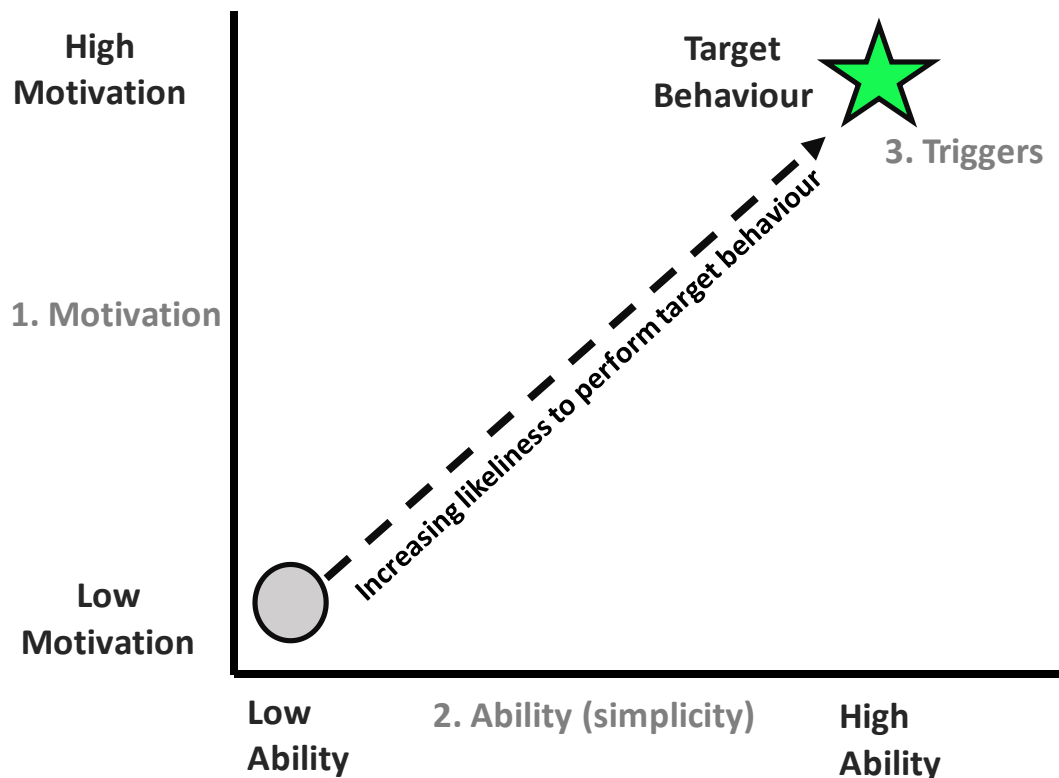 High
Motivation
Target
Behaviour
3. Triggers
Increasing likeliness to perform target behaviour
1. Motivation
Low
Motivation
Low
Ability
2. Ability (simplicity)
High
Ability